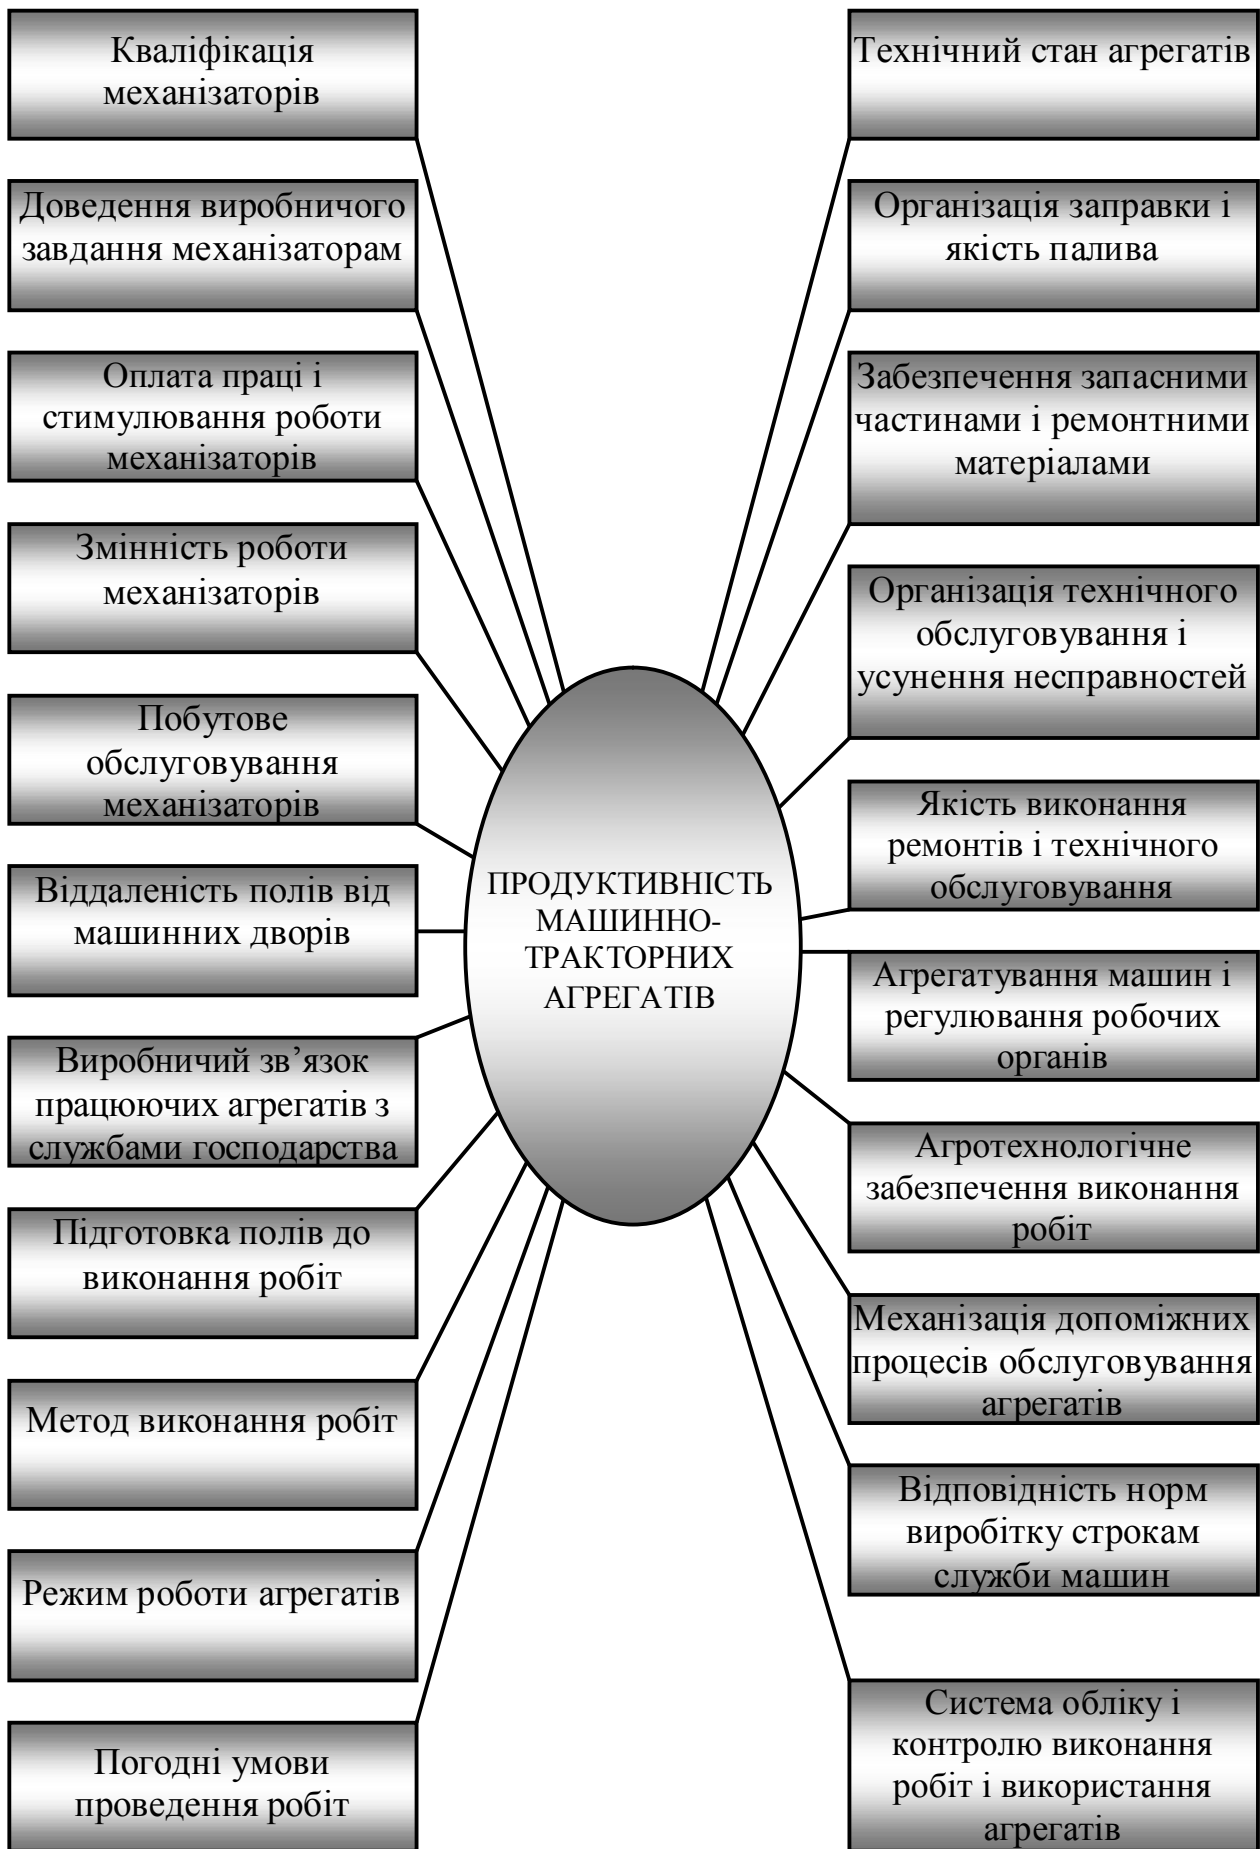 Кваліфікація
механізаторів
Доведення виробничого
завдання механізаторам
Оплата праці і
стимулювання роботи
механізаторів
Змінність роботи
механізаторів
Побутове
обслуговування
механізаторів
Віддаленість полів від
машинних дворів
Виробничий зв’язок
працюючих агрегатів з
службами господарства
Підготовка полів до
виконання робіт
Метод виконання робіт
Режим роботи агрегатів
Погодні умови
проведення робіт
ПРОДУКТИВНІСТЬ
МАШИННО-
ТРАКТОРНИХ
АГРЕГАТІВ
Технічний стан агрегатів
Організація заправки і
якість палива
Забезпечення запасними
частинами і ремонтними
матеріалами
Організація технічного
обслуговування і
усунення несправностей
Якість виконання
ремонтів і технічного
обслуговування
Агрегатування машин і
регулювання робочих
органів
Агротехнологічне
забезпечення виконання
робіт
Механізація допоміжних
процесів обслуговування
агрегатів
Відповідність норм
виробітку строкам
служби машин
Система обліку і
контролю виконання
робіт і використання
агрегатів